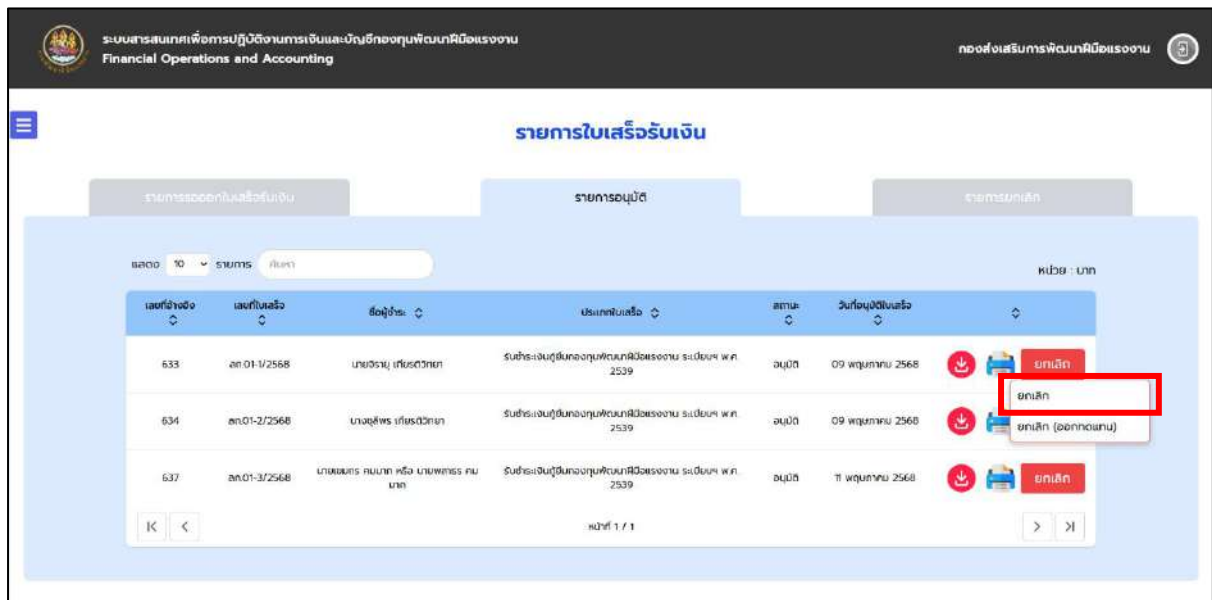 ระบบสารสนเทศเพื่อการปฏิบัติงานการเงินและบัญชีกองทุนพัฒนาฝีมือแรงงาน
Financial Operations and Accounting
กองส่งเสริมการพัฒนาฝีมือแรงงาน
รายการใบเสร็จรับเงิน
รายการรอออกใบเสร็จรับเงิน รายการอนุมัติ รายการยกเลิก
แสดง 10 รายการ ค้นหา หน่วย : บาท
เลขที่อ้างอิง เลขที่ใบเสร็จ ชื่อผู้ชำระ ประเภทใบเสร็จ สถานะ วันที่อนุมัติใบเสร็จ
633 ลก.01-1/2568 นายวิรายุ เกียรติวิทยา รับชำระเงินกู้ยืมกองทุนพัฒนาฝีมือแรงงาน ระเบียบฯ พ.ศ. 2539 อนุมัติ 09 พฤษภาคม 2568 ยกเลิก
ยกเลิก
634 ลก.01-2/2568 เกียรติวิทยา รับชำระเงินกู้ยืมกองทุนพัฒนาฝีมือแรงงาน ระเบียบฯ พ.ศ. 2539 อนุมัติ 09 พฤษภาคม 2568
ยกเลิก (ออกทดแทน)
637 ลก.01-3/2568 คมมาก หรือ คมมาก รับชำระเงินกู้ยืมกองทุนพัฒนาฝีมือแรงงาน ระเบียบฯ พ.ศ. 2539 อนุมัติ 11 พฤษภาคม 2568 ยกเลิก
หน้าที่ 1 / 1